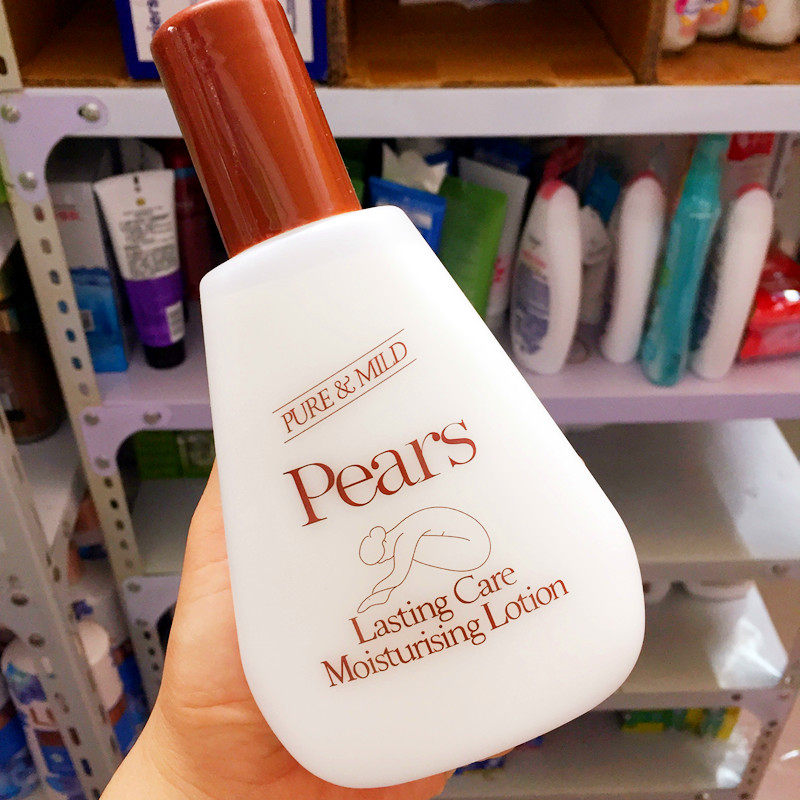 PURE & MILD
Pears
Lasting Care
Moisturising Lotion